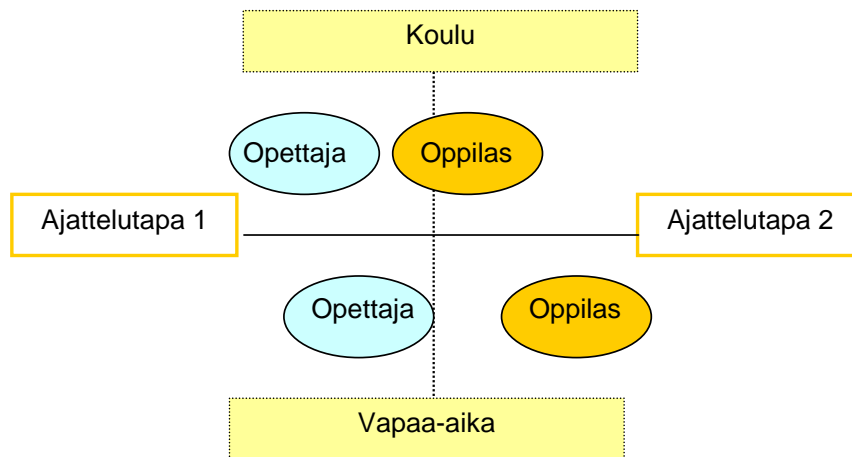 Koulu
Opettaja
Oppilas
Ajattelutapa 1
Ajattelutapa 2
Opettaja
Oppilas
Vapaa-aika